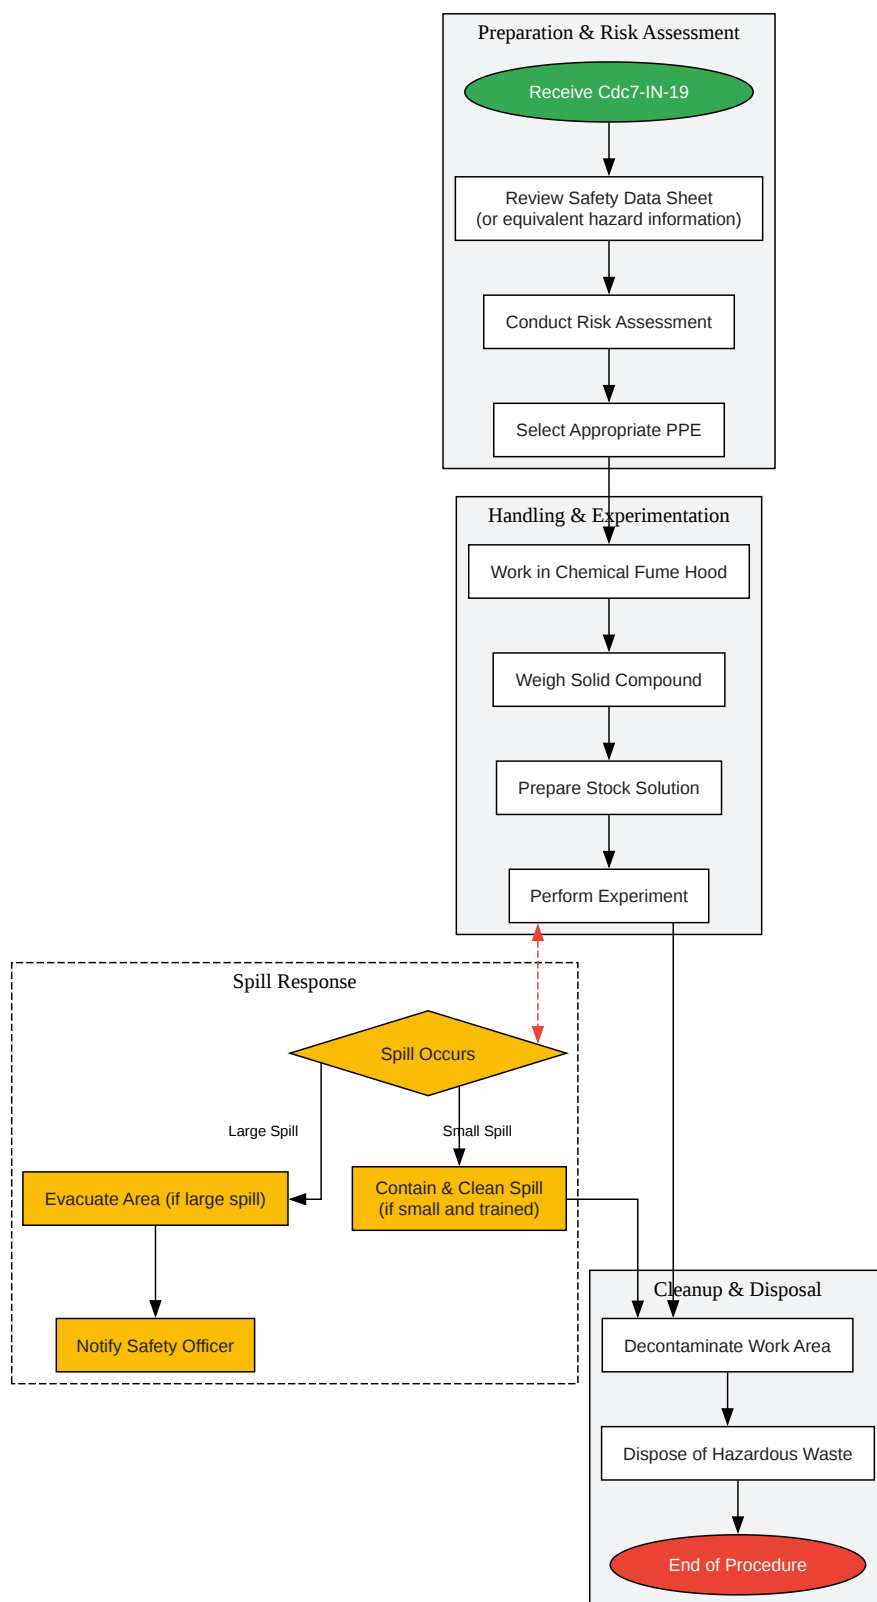 Preparation & Risk Assessment
Receive Cdc7-IN-19
Review Safety Data Sheet
(or equivalent hazard information)
Conduct Risk Assessment
Select Appropriate PPE
Handling & Experimentation
Work in Chemical Fume Hood
Weigh Solid Compound
Prepare Stock Solution
Perform Experiment
Spill Response
Spill Occurs
Large Spill
Small Spill
Evacuate Area (if large spill)
Contain & Clean Spill
(if small and trained)
Notify Safety Officer
Cleanup & Disposal
Decontaminate Work Area
Dispose of Hazardous Waste
End of Procedure